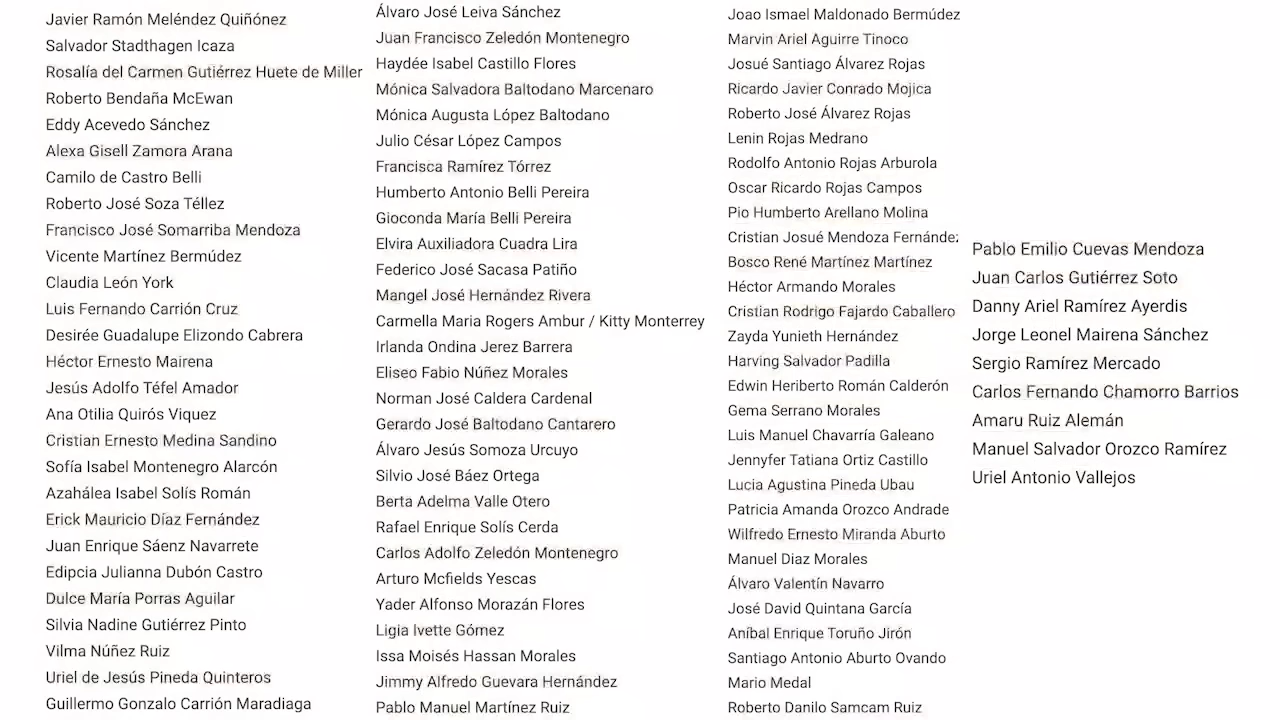 Javier Ramón Meléndez Quiñónez
Salvador Stadthagen Icaza
Rosalía del Carmen Gutiérrez Huete de Miller
Roberto Bendaña McEwan
Eddy Acevedo Sánchez
Alexa Gisell Zamora Arana
Camilo de Castro Belli
Roberto José Soza Téllez
Francisco José Somarriba Mendoza
Vicente Martínez Bermúdez
Claudia León York
Luis Fernando Carrión Cruz
Desirée Guadalupe Elizondo Cabrera
Héctor Ernesto Mairena
Jesús Adolfo Téfel Amador
Ana Otilia Quirós Viquez
Cristian Ernesto Medina Sandino
Sofía Isabel Montenegro Alarcón
Azahálea Isabel Solís Román
Erick Mauricio Díaz Fernández
Juan Enrique Sáenz Navarrete
Edipcia Julianna Dubón Castro
Dulce María Porras Aguilar
Silvia Nadine Gutiérrez Pinto
Vilma Núñez Ruiz
Uriel de Jesús Pineda Quinteros
Guillermo Gonzalo Carrión Maradiaga
Álvaro José Leiva Sánchez
Juan Francisco Zeledón Montenegro
Haydée Isabel Castillo Flores
Mónica Salvadora Baltodano Marcenaro
Mónica Augusta López Baltodano
Julio César López Campos
Francisca Ramírez Tórrez
Humberto Antonio Belli Pereira
Gioconda María Belli Pereira
Elvira Auxiliadora Cuadra Lira
Federico José Sacasa Patiño
Mangel José Hernández Rivera
Carmella Maria Rogers Ambur / Kitty Monterrey
Irlanda Ondina Jerez Barrera
Eliseo Fabio Núñez Morales
Norman José Caldera Cardenal
Gerardo José Baltodano Cantarero
Álvaro Jesús Somoza Urcuyo
Silvio José Báez Ortega
Berta Adelma Valle Otero
Rafael Enrique Solís Cerda
Carlos Adolfo Zeledón Montenegro
Arturo Mcfields Yescas
Yader Alfonso Morazán Flores
Ligia Ivette Gómez
Issa Moisés Hassan Morales
Jimmy Alfredo Guevara Hernández
Pablo Manuel Martínez Ruiz
Joao Ismael Maldonado Bermúdez
Marvin Ariel Aguirre Tinoco
Josué Santiago Álvarez Rojas
Ricardo Javier Conrado Mojica
Roberto José Álvarez Rojas
Lenin Rojas Medrano
Rodolfo Antonio Rojas Arburola
Oscar Ricardo Rojas Campos
Pio Humberto Arellano Molina
Cristian Josué Mendoza Fernández
Bosco René Martínez Martínez
Héctor Armando Morales
Cristian Rodrigo Fajardo Caballero
Zayda Yunieth Hernández
Harving Salvador Padilla
Edwin Heriberto Román Calderón
Gema Serrano Morales
Luis Manuel Chavarría Galeano
Jennyfer Tatiana Ortiz Castillo
Lucia Agustina Pineda Ubau
Patricia Amanda Orozco Andrade
Wilfredo Ernesto Miranda Aburto
Manuel Diaz Morales
Álvaro Valentín Navarro
José David Quintana García
Aníbal Enrique Toruño Jirón
Santiago Antonio Aburto Ovando
Mario Medal
Roberto Danilo Samcam Ruiz
Pablo Emilio Cuevas Mendoza
Juan Carlos Gutiérrez Soto
Danny Ariel Ramírez Ayerdis
Jorge Leonel Mairena Sánchez
Sergio Ramírez Mercado
Carlos Fernando Chamorro Barrios
Amaru Ruiz Alemán
Manuel Salvador Orozco Ramírez
Uriel Antonio Vallejos